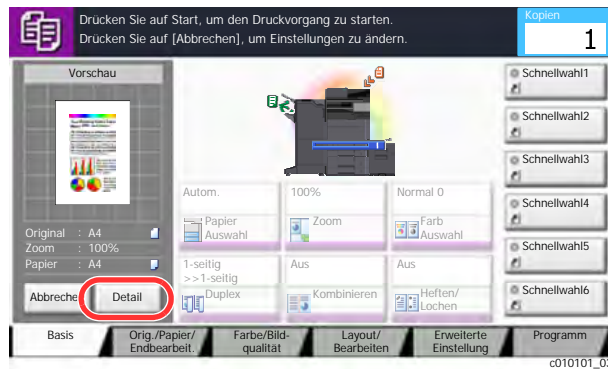 Drücken Sie auf Start, um den Druckvorgang zu starten.
Drücken Sie auf [Abbrechen], um Einstellungen zu ändern.
Kopien
1
Vorschau
Original : A4
Zoom : 100%
Papier : A4
Abbreche
Detail
Autom.
Papier
Auswahl
100%
Zoom
Normal 0
Farb
Auswahl
1-seitig
>>1-seitig
Duplex
Aus
Kombinieren
Aus
Heften/
Lochen
Schnellwahl1
Schnellwahl2
Schnellwahl3
Schnellwahl4
Schnellwahl5
Schnellwahl6
Basis
Orig./Papier/
Endbearbeit.
Farbe/Bild-
qualität
Layout/
Bearbeiten
Erweiterte
Einstellung
Programm